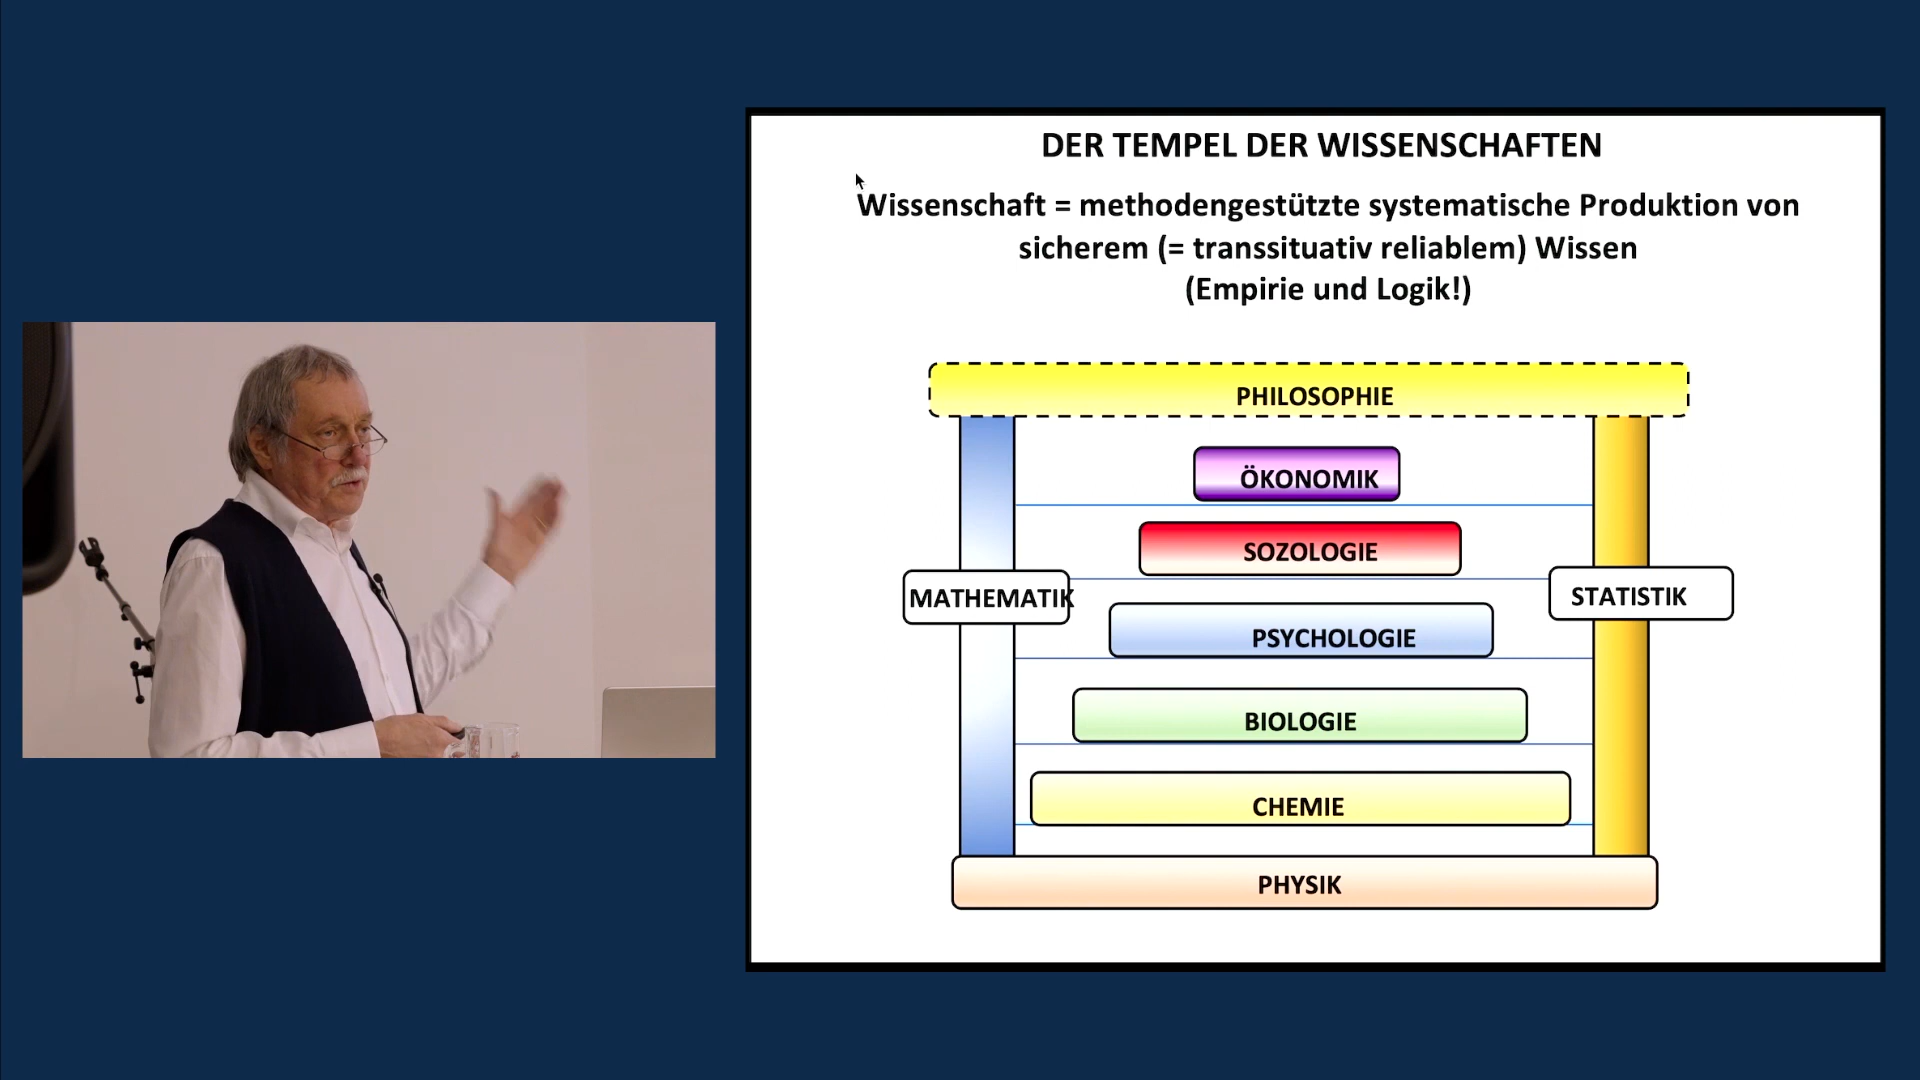 DER TEMPEL DER WISSENSCHAFTEN
Wissenschaft = methodengestützte systematische Produktion von
sicherem (= transsituativ reliablem) Wissen
(Empirie und Logik!)
PHILOSOPHIE
ÖKONOMIK
SOZOLOGIE
MATHEMATIK
STATISTIK
PSYCHOLOGIE
BIOLOGIE
CHEMIE
PHYSIK